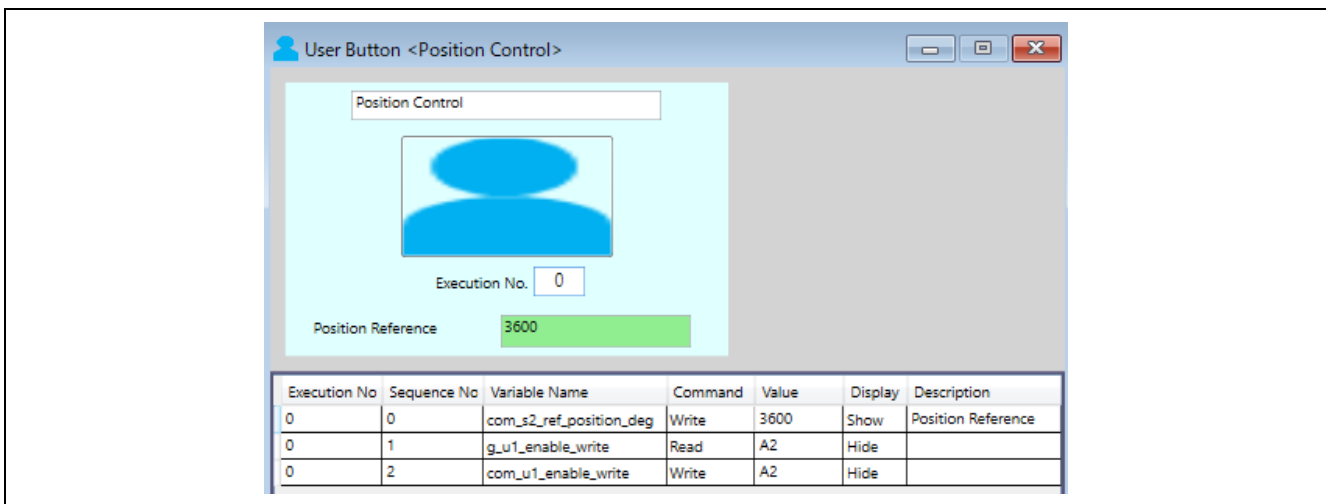 User Button <Position Control>
Position Control
Execution No. 0
Position Reference 3600
Execution No Sequence No Variable Name Command Value Display Description
0 0 com_s2_ref_position_deg Write 3600 Show Position Reference
0 1 g_u1_enable_write Read A2 Hide
0 2 com_u1_enable_write Write A2 Hide